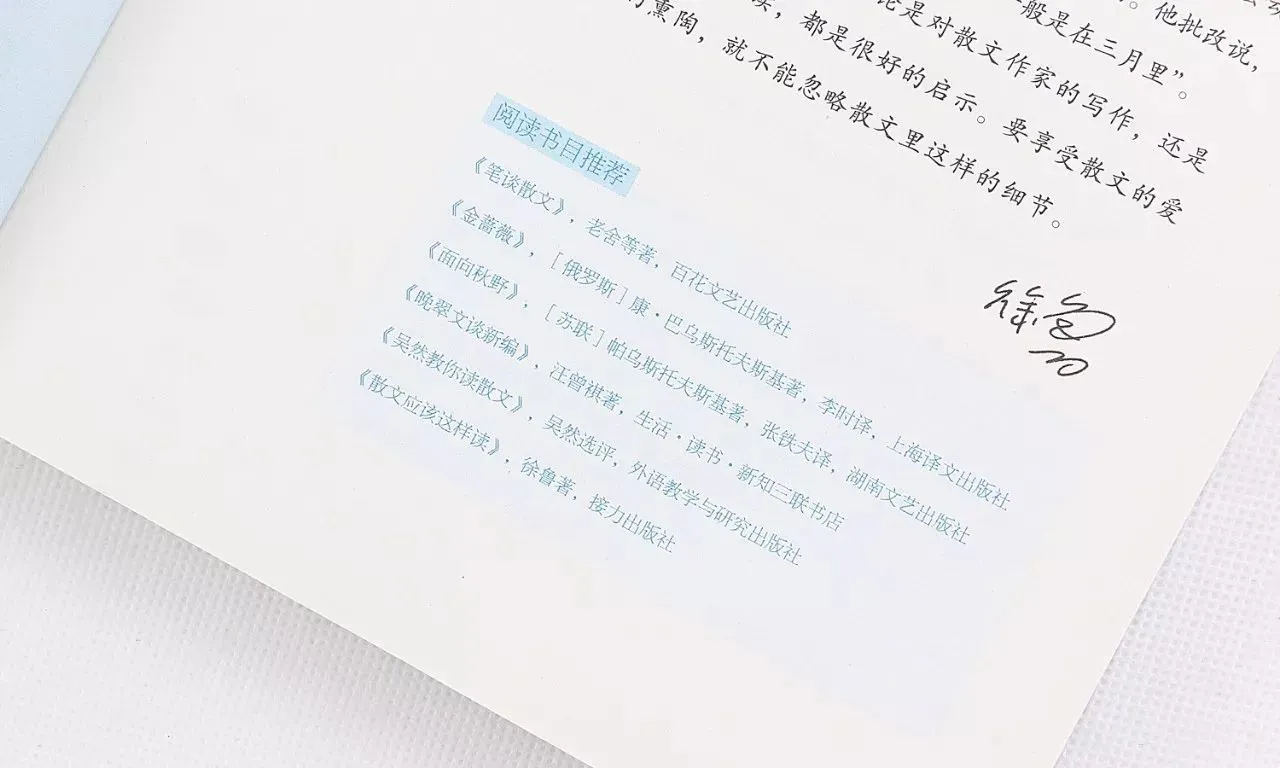 他批改说，
一般是在三月里”。
论是对散文作家的写作，还是
读，都是很好的启示。要享受散文的爱
的熏陶，就不能忽略散文里这样的细节。
徐鲁
阅读书目推荐
《笔谈散文》，老舍等著，百花文艺出版社
《金蔷薇》，［俄罗斯］康·巴乌斯托夫斯基著，李时译，上海译文出版社
《面向秋野》，［苏联］帕乌斯托夫斯基著，张铁夫译，湖南文艺出版社
《晚翠文谈新编》，汪曾祺著，生活·读书·新知三联书店
《吴然教你读散文》，吴然选评，外语教学与研究出版社
《散文应该这样读》，徐鲁著，接力出版社